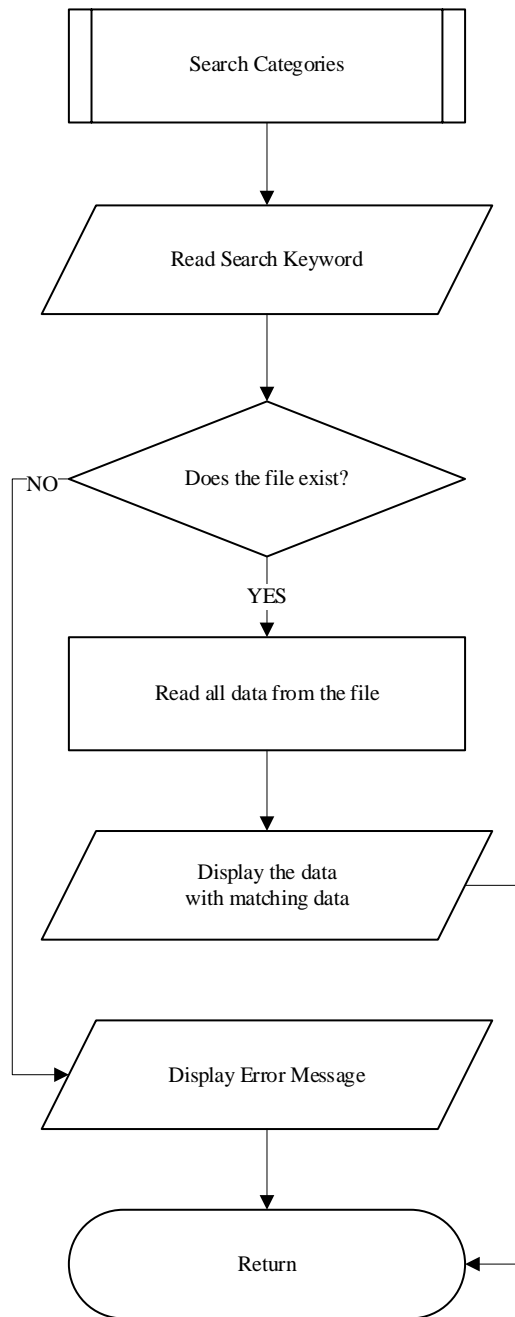 Search Categories
Read Search Keyword
Does the file exist?
NO
YES
Read all data from the file
Display the data
with matching data
Display Error Message
Return